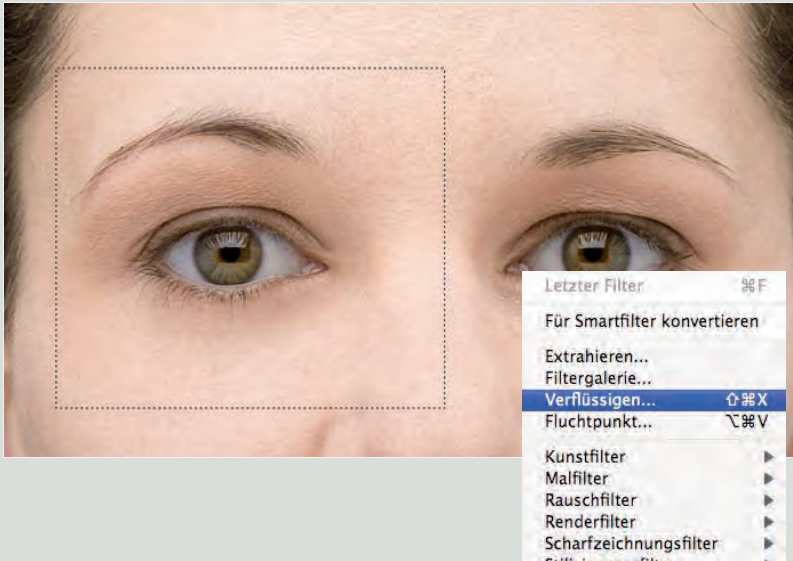 Letzter Filter ⌘F
Für Smartfilter konvertieren
Extrahieren...
Filtergalerie...
Verflüssigen... ⇧⌘X
Fluchtpunkt... ⌥⌘V
Kunstfilter
Malfilter
Rauschfilter
Renderfilter
Scharfzeichnungsfilter